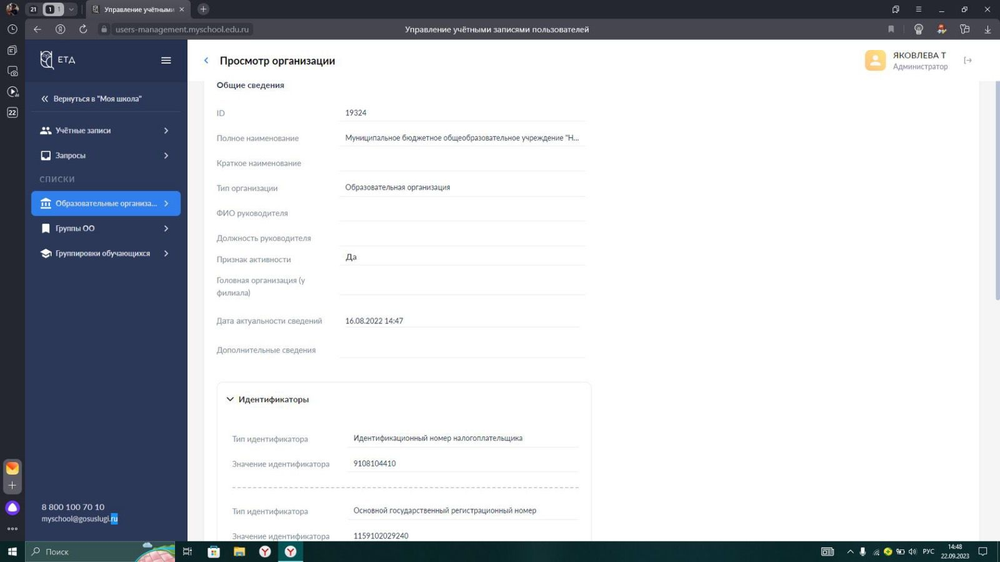 21
1
1
Управление учётными
users-management.myschool.edu.ru
Управление учётными записями пользователей
22
ЕТД
Вернуться в "Моя школа"
Учётные записи
Запросы
СПИСКИ
Образовательные организа...
Группы ОО
Группировки обучающихся
8 800 100 70 10
myschool@gosuslugi.ru
Просмотр организации
ЯКОВЛЕВА Т
Администратор
Общие сведения
ID
19324
Полное наименование
Муниципальное бюджетное общеобразовательное учреждение "Н...
Краткое наименование
Тип организации
Образовательная организация
ФИО руководителя
Должность руководителя
Признак активности
Да
Головная организация (у
филиала)
Дата актуальности сведений
16.08.2022 14:47
Дополнительные сведения
Идентификаторы
Тип идентификатора
Идентификационный номер налогоплательщика
Значение идентификатора
9108104410
Тип идентификатора
Основной государственный регистрационный номер
Значение идентификатора
1159102029240
Поиск
РУС
14:48
22.09.2023